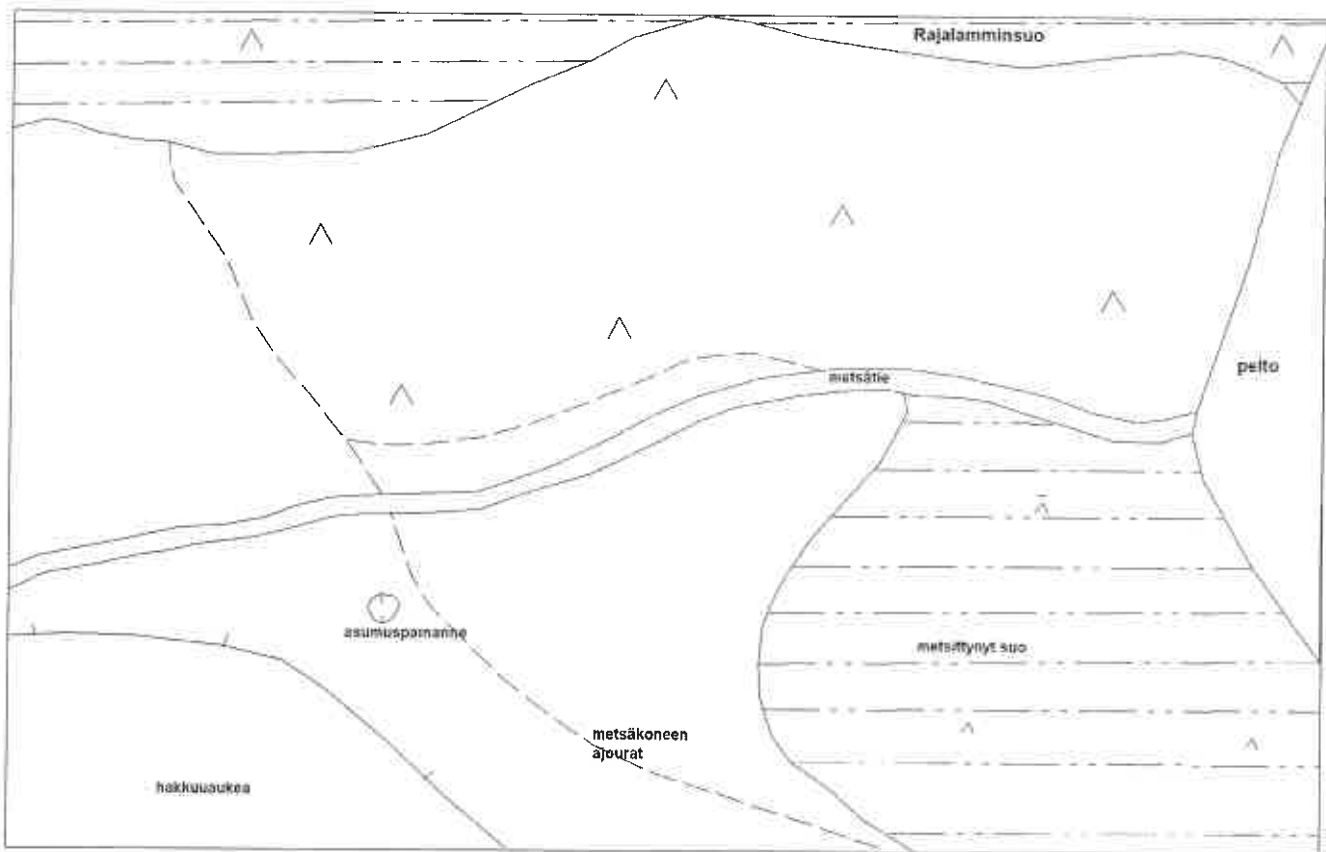 Rajalamminsuo
pelto
metsätie
asumuspainanne
metsittynyt suo
metsäkoneen
ajourat
hakkuuaukea